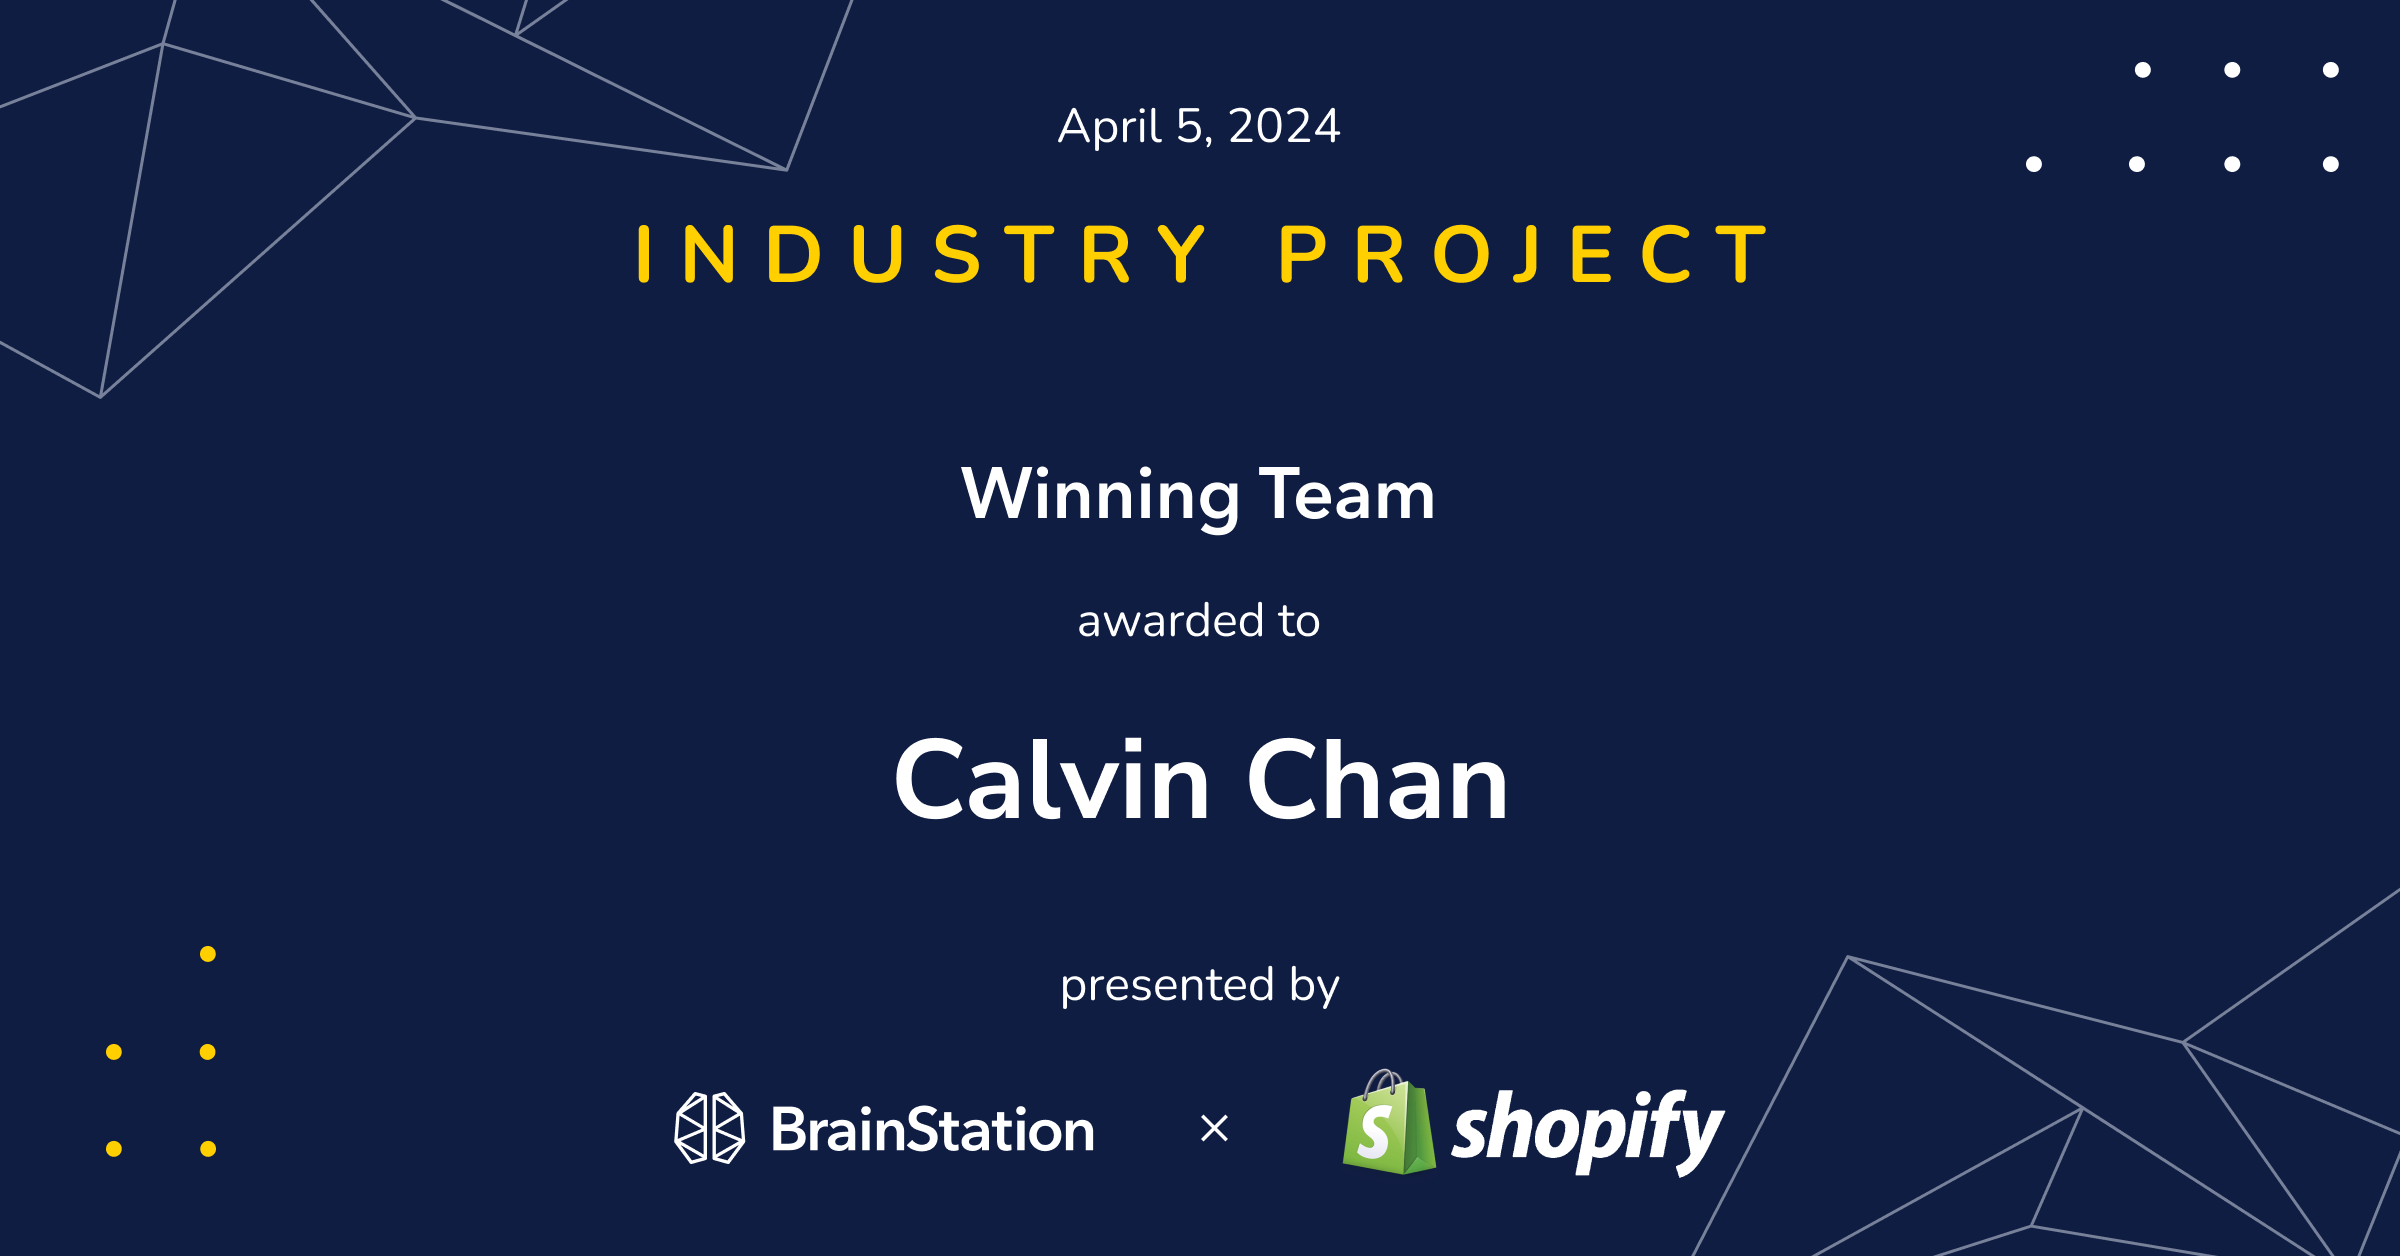 April 5, 2024
INDUSTRY PROJECT
Winning Team
awarded to
Calvin Chan
presented by
BrainStation × shopify